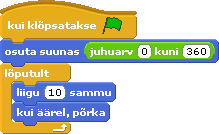 kui klõpsatakse
osuta suunas juhuarv 0 kuni 360
lõputult
liigu 10 sammu
kui äärel, põrka